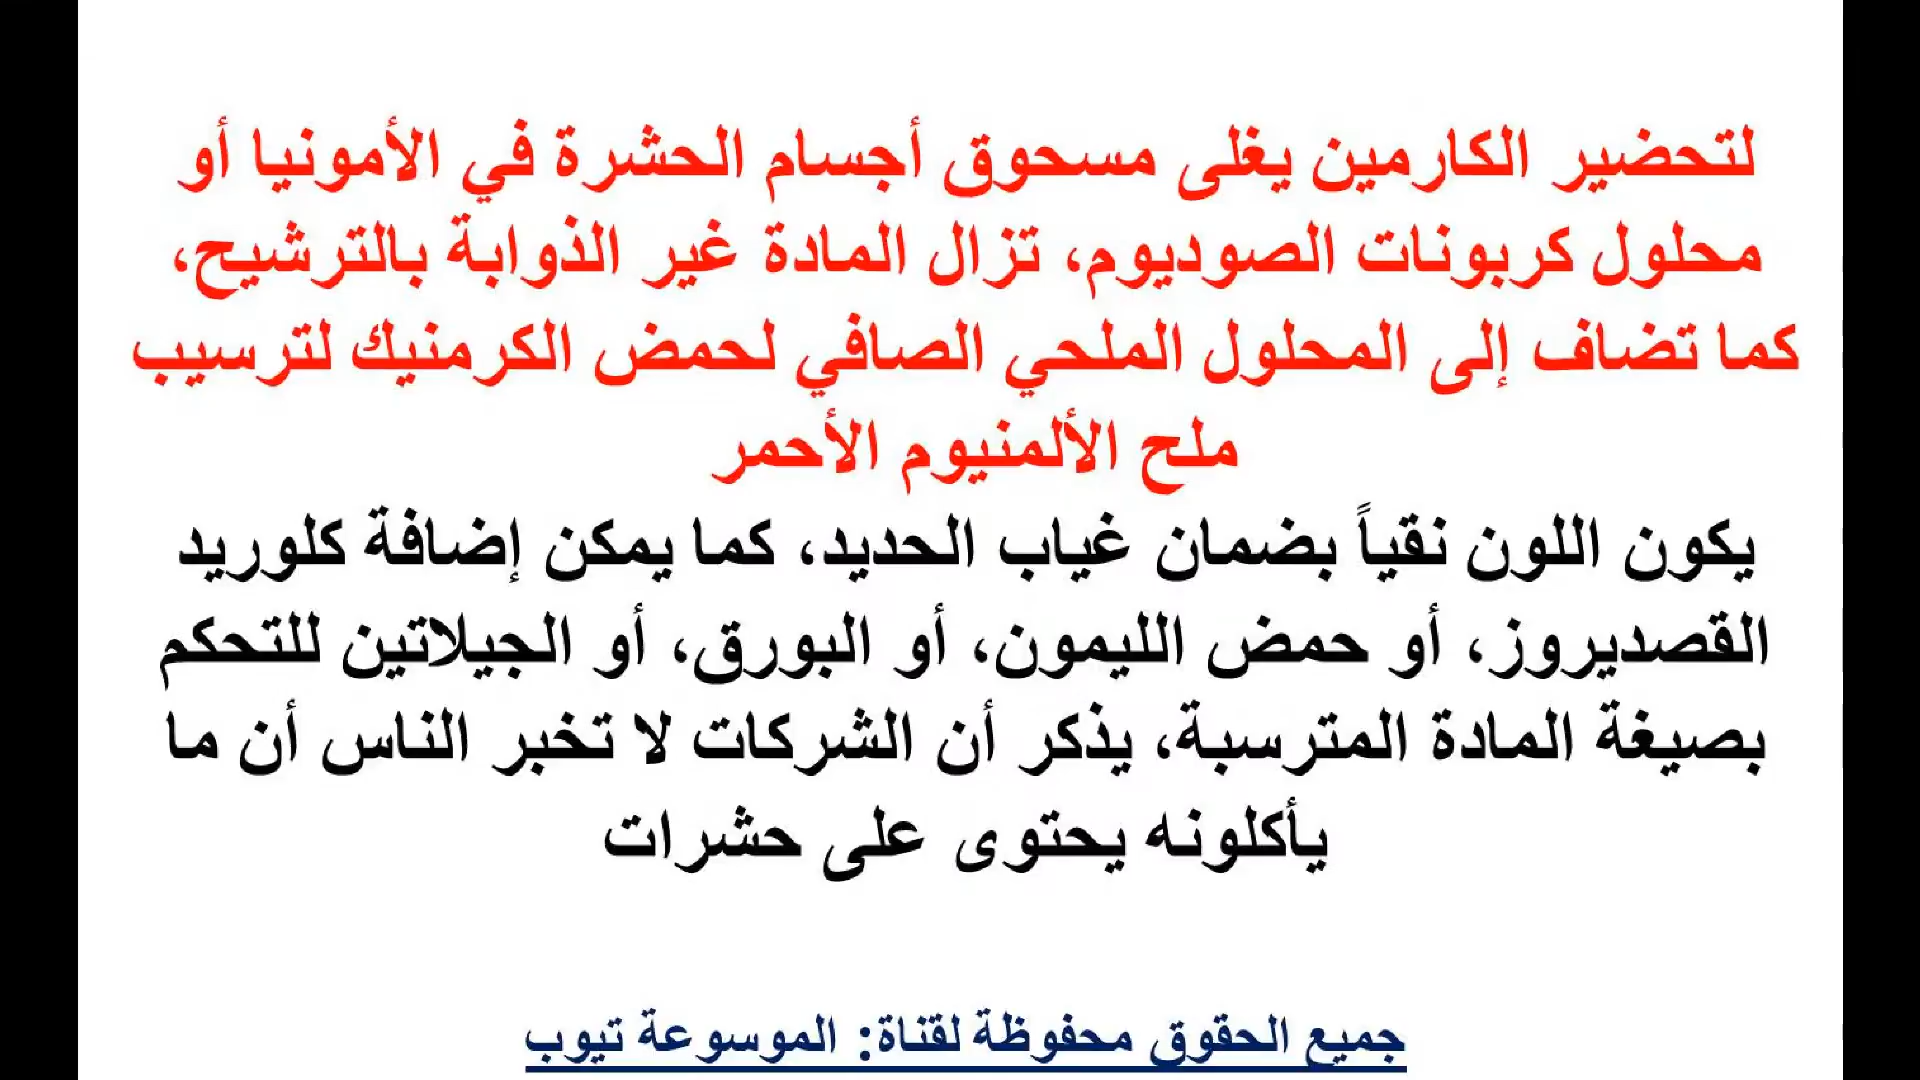 لتحضير الكارمين يغلى مسحوق أجسام الحشرة في الأمونيا أو
محلول كربونات الصوديوم، تزال المادة غير الذوابة بالترشيح،
كما تضاف إلى المحلول الملحي الصافي لحمض الكرمنيك لترسيب
ملح الألمنيوم الأحمر
يكون اللون نقياً بضمان غياب الحديد، كما يمكن إضافة كلوريد
القصديروز، أو حمض الليمون، أو البورق، أو الجيلاتين للتحكم
بصيغة المادة المترسبة، يذكر أن الشركات لا تخبر الناس أن ما
يأكلونه يحتوى على حشرات
جميع الحقوق محفوظة لقناة: الموسوعة تيوب